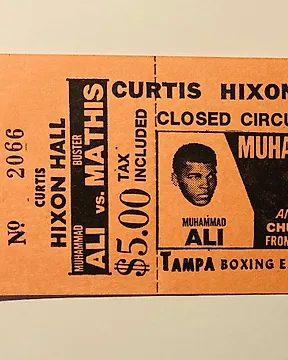 Nº 2066
CURTIS
HIXON HALL
MUHAMMAD BUSTER
ALI vs. MATHIS
$5.00 TAX
INCLUDED
CURTIS HIXON
CLOSED CIRCU
MUHA
MUHAMMAD
ALI
AN
CHU
FROM
TAMPA BOXING E